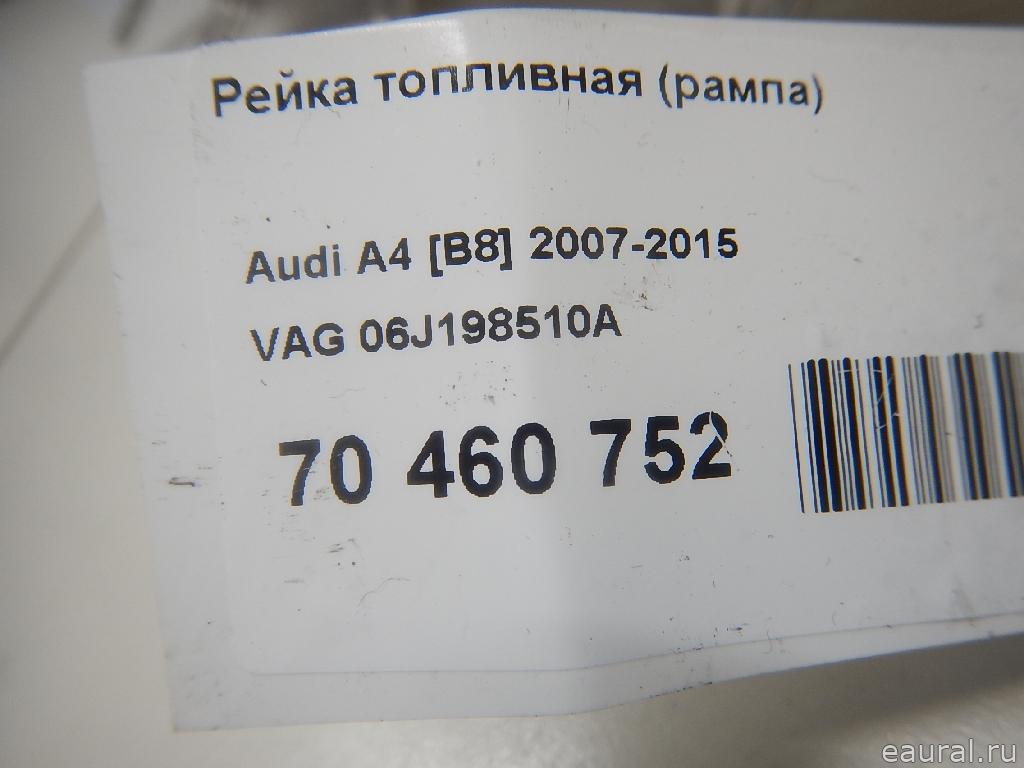 Рейка топливная (рампа)
Audi A4 [B8] 2007-2015
VAG 06J198510A
70 460 752
eaural.ru